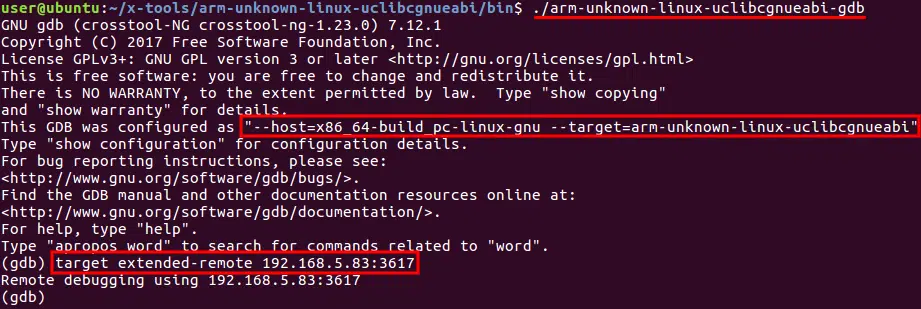 user@ubuntu:~/x-tools/arm-unknown-linux-uclibcgnueabi/bin$ ./arm-unknown-linux-uclibcgnueabi-gdb
GNU gdb (crosstool-NG crosstool-ng-1.23.0) 7.12.1
Copyright (C) 2017 Free Software Foundation, Inc.
License GPLv3+: GNU GPL version 3 or later <http://gnu.org/licenses/gpl.html>
This is free software: you are free to change and redistribute it.
There is NO WARRANTY, to the extent permitted by law.  Type "show copying"
and "show warranty" for details.
This GDB was configured as "--host=x86_64-build_pc-linux-gnu --target=arm-unknown-linux-uclibcgnueabi"
Type "show configuration" for configuration details.
For bug reporting instructions, please see:
<http://www.gnu.org/software/gdb/bugs/>.
Find the GDB manual and other documentation resources online at:
<http://www.gnu.org/software/gdb/documentation/>.
For help, type "help".
Type "apropos word" to search for commands related to "word".
(gdb) target extended-remote 192.168.5.83:3617
Remote debugging using 192.168.5.83:3617
(gdb)